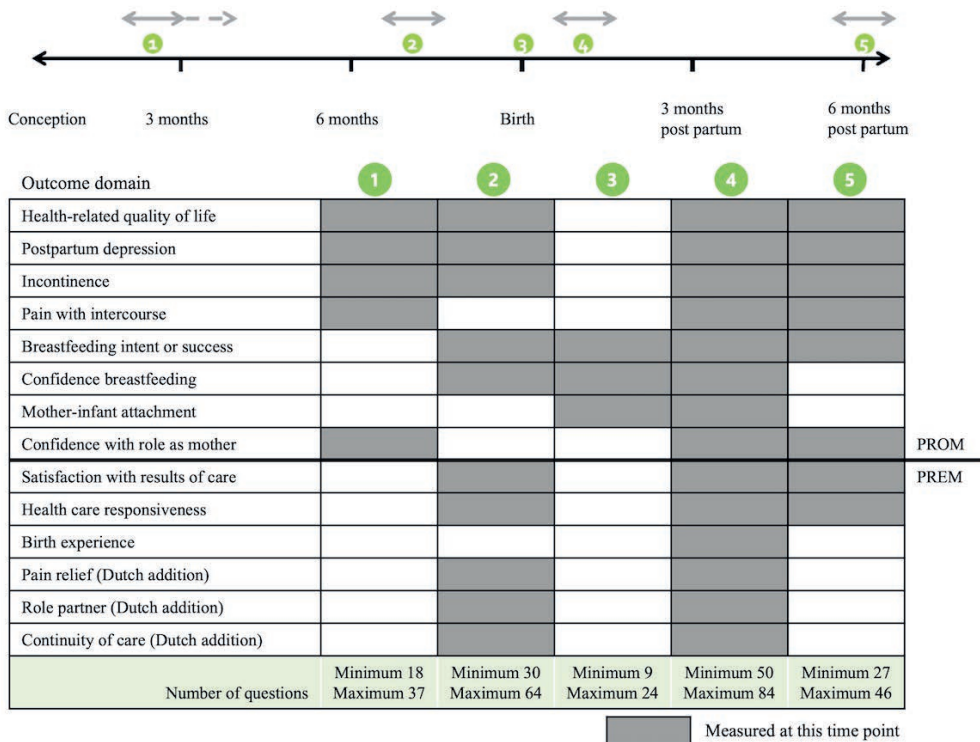 1 2 3 4 5
Conception 3 months 6 months Birth 3 months post partum 6 months post partum
Outcome domain 1 2 3 4 5
Health-related quality of life
Postpartum depression
Incontinence
Pain with intercourse
Breastfeeding intent or success
Confidence breastfeeding
Mother-infant attachment
Confidence with role as mother PROM
Satisfaction with results of care PREM
Health care responsiveness
Birth experience
Pain relief (Dutch addition)
Role partner (Dutch addition)
Continuity of care (Dutch addition)
Number of questions
Minimum 18 Minimum 30 Minimum 9 Minimum 50 Minimum 27
Maximum 37 Maximum 64 Maximum 24 Maximum 84 Maximum 46
Measured at this time point